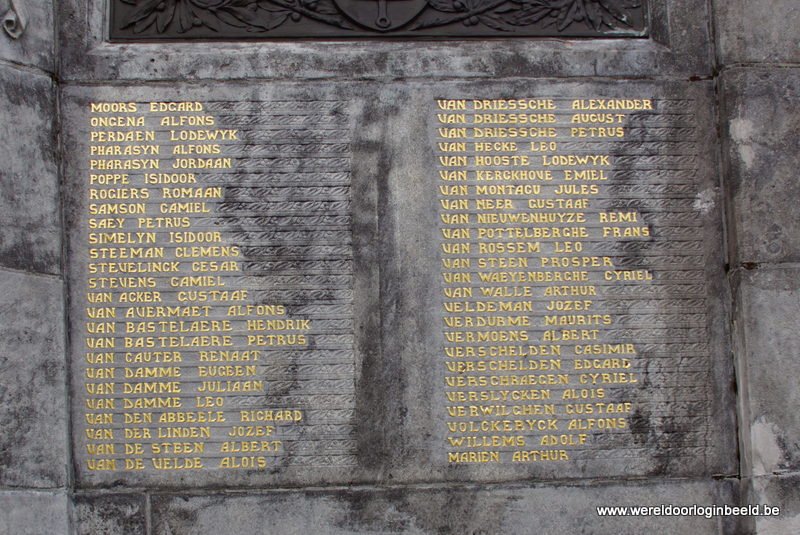 MOORS EDGARD
ONGENA ALFONS
PERDAEN LODEWYK
PHARASYN ALFONS
PHARASYN JORDAAN
POPPE ISIDOOR
ROGIERS ROMAAN
SAMSON CAMIEL
SAEY PETRUS
SIMELYN ISIDOOR
STEEMAN CLEMENS
STEVELINCK CESAR
STEVENS CAMIEL
VAN ACKER GUSTAAF
VAN AVERMAET ALFONS
VAN BASTELAERE HENDRIK
VAN BASTELAERE PETRUS
VAN CAUTER RENAAT
VAN DAMME EUGEEN
VAN DAMME JULIAAN
VAN DAMME LEO
VAN DEN ABBEELE RICHARD
VAN DER LINDEN JOZEF
VAN DE STEEN ALBERT
VAN DE VELDE ALOIS
VAN DRIESSCHE ALEXANDER
VAN DRIESSCHE AUGUST
VAN DRIESSCHE PETRUS
VAN HECKE LEO
VAN HOOSTE LODEWYK
VAN KERCKHOVE EMIEL
VAN MONTAGU JULES
VAN NEER GUSTAAF
VAN NIEUWENHUYZE REMI
VAN POTTELBERGHE FRANS
VAN ROSSEM LEO
VAN STEEN PROSPER
VAN WAEYENBERGHE CYRIEL
VAN WALLE ARTHUR
VELDEMAN JOZEF
VERDURME MAURITS
VERMOENS ALBERT
VERSCHELDEN CASIMIR
VERSCHELDEN EDGARD
VERSCHRAEGEN CYRIEL
VERSLYCKEN ALOIS
VERWILGHEN GUSTAAF
VOLCKERYCK ALFONS
WILLEMS ADOLF
MARIEN ARTHUR
www.wereldoorloginbeeld.be